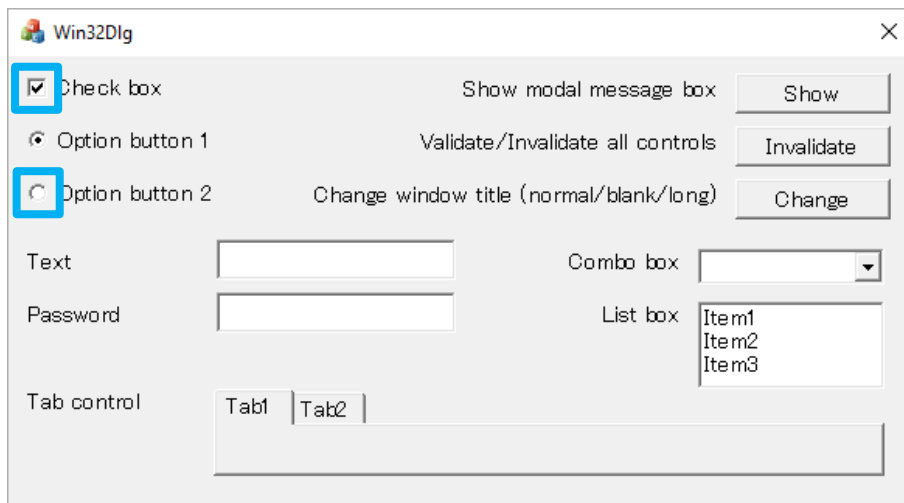 Win32Dlg
Check box
Show modal message box
Show
Option button 1
Validate/Invalidate all controls
Invalidate
Option button 2
Change window title (normal/blank/long)
Change
Text
Combo box
Password
List box
Item1
Item2
Item3
Tab control
Tab1
Tab2